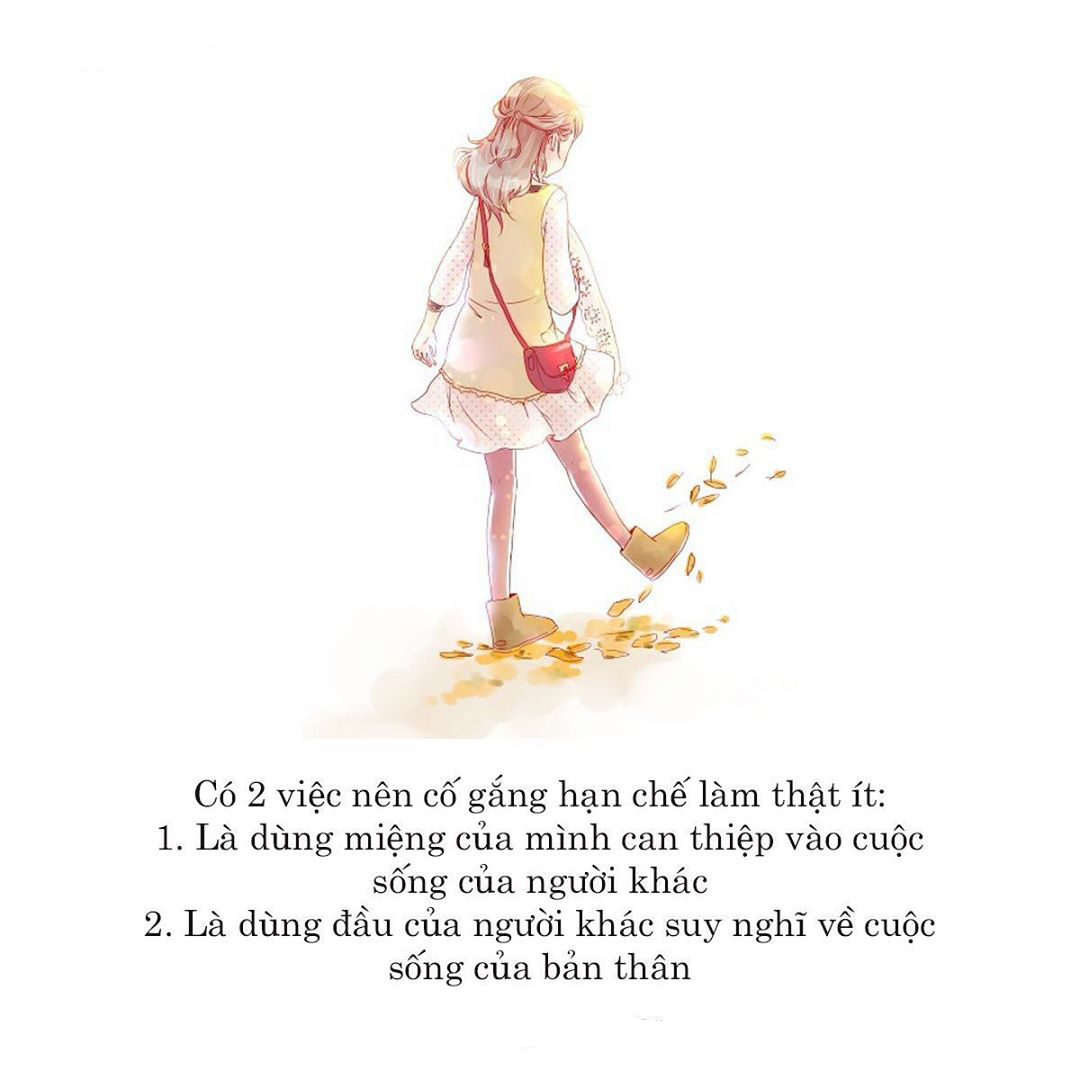 Có 2 việc nên cố gắng hạn chế làm thật ít:
1. Là dùng miệng của mình can thiệp vào cuộc
sống của người khác
2. Là dùng đầu của người khác suy nghĩ về cuộc
sống của bản thân